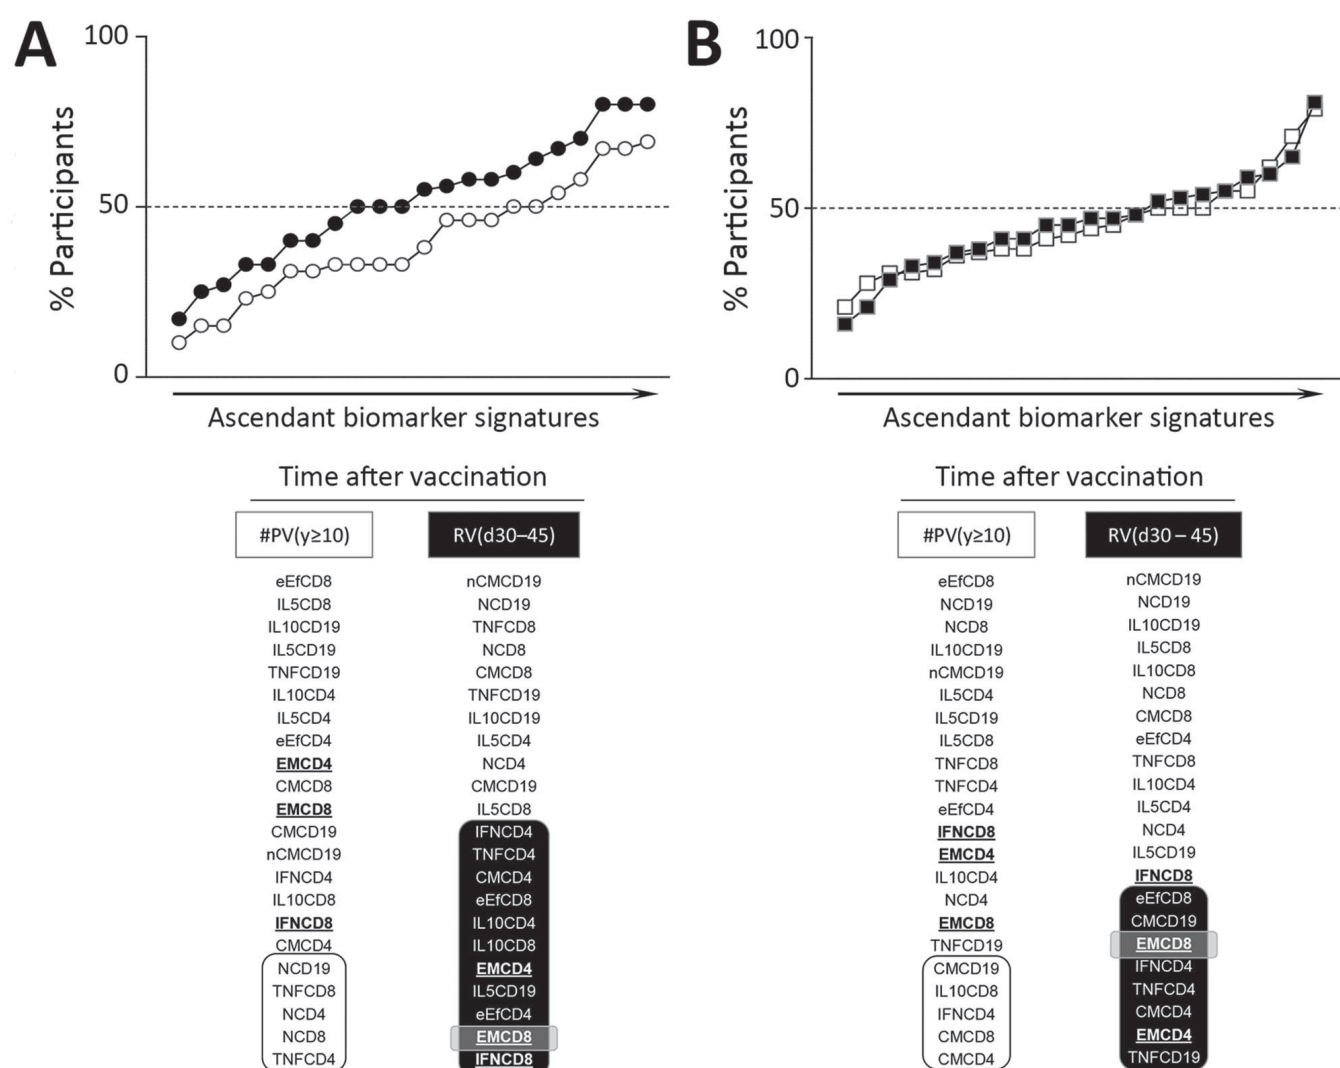 A
100
50
0
% Participants
Ascendant biomarker signatures
Time after vaccination
#PV(y≥10)
RV(d30–45)
eEfCD8
IL5CD8
IL10CD19
IL5CD19
TNFCD19
IL10CD4
IL5CD4
eEfCD4
EMCD4
CMCD8
EMCD8
CMCD19
nCMCD19
IFNCD4
IL10CD8
IFNCD8
CMCD4
NCD19
TNFCD8
NCD4
NCD8
TNFCD4
nCMCD19
NCD19
TNFCD8
NCD8
CMCD8
TNFCD19
IL10CD19
IL5CD4
NCD4
CMCD19
IL5CD8
IFNCD4
TNFCD4
CMCD4
eEfCD8
IL10CD4
IL10CD8
EMCD4
IL5CD19
eEfCD4
EMCD8
IFNCD8
B
100
50
0
% Participants
Ascendant biomarker signatures
Time after vaccination
#PV(y≥10)
RV(d30 – 45)
eEfCD8
NCD19
NCD8
IL10CD19
nCMCD19
IL5CD4
IL5CD19
IL5CD8
TNFCD8
TNFCD4
eEfCD4
IFNCD8
EMCD4
IL10CD4
NCD4
EMCD8
TNFCD19
CMCD19
IL10CD8
IFNCD4
CMCD8
CMCD4
nCMCD19
NCD19
IL10CD19
IL5CD8
IL10CD8
NCD8
CMCD8
eEfCD4
TNFCD8
IL10CD4
IL5CD4
NCD4
IL5CD19
IFNCD8
eEfCD8
CMCD19
EMCD8
IFNCD4
TNFCD4
CMCD4
EMCD4
TNFCD19